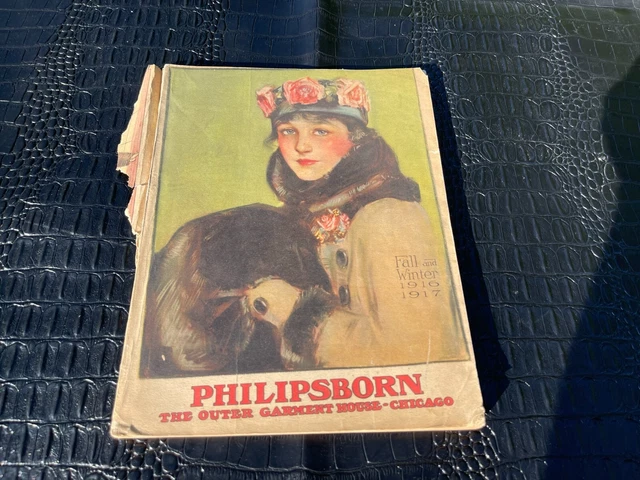 Fall and
Winter
1916
1917
PHILIPSBORN
THE OUTER GARMENT HOUSE-CHICAGO